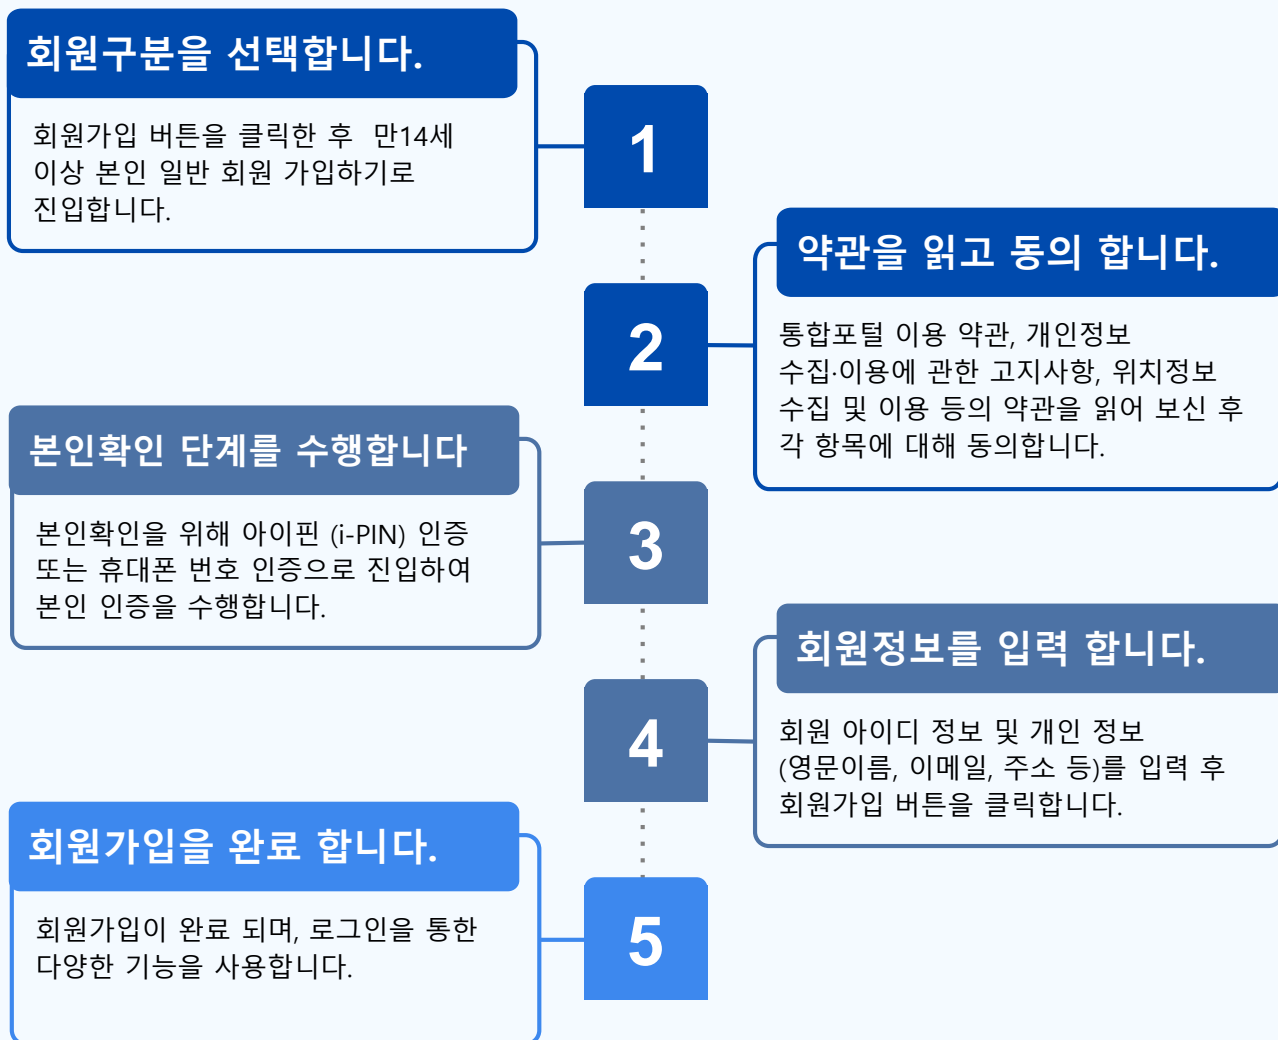 회원구분을 선택합니다.
회원가입 버튼을 클릭한 후  만14세
이상 본인 일반 회원 가입하기로
진입합니다.
1
약관을 읽고 동의 합니다.
통합포털 이용 약관, 개인정보
수집·이용에 관한 고지사항, 위치정보
수집 및 이용 등의 약관을 읽어 보신 후
각 항목에 대해 동의합니다.
2
본인확인 단계를 수행합니다
본인확인을 위해 아이핀 (i-PIN) 인증
또는 휴대폰 번호 인증으로 진입하여
본인 인증을 수행합니다.
3
회원정보를 입력 합니다.
회원 아이디 정보 및 개인 정보
(영문이름, 이메일, 주소 등)를 입력 후
회원가입 버튼을 클릭합니다.
4
회원가입을 완료 합니다.
회원가입이 완료 되며, 로그인을 통한
다양한 기능을 사용합니다.
5